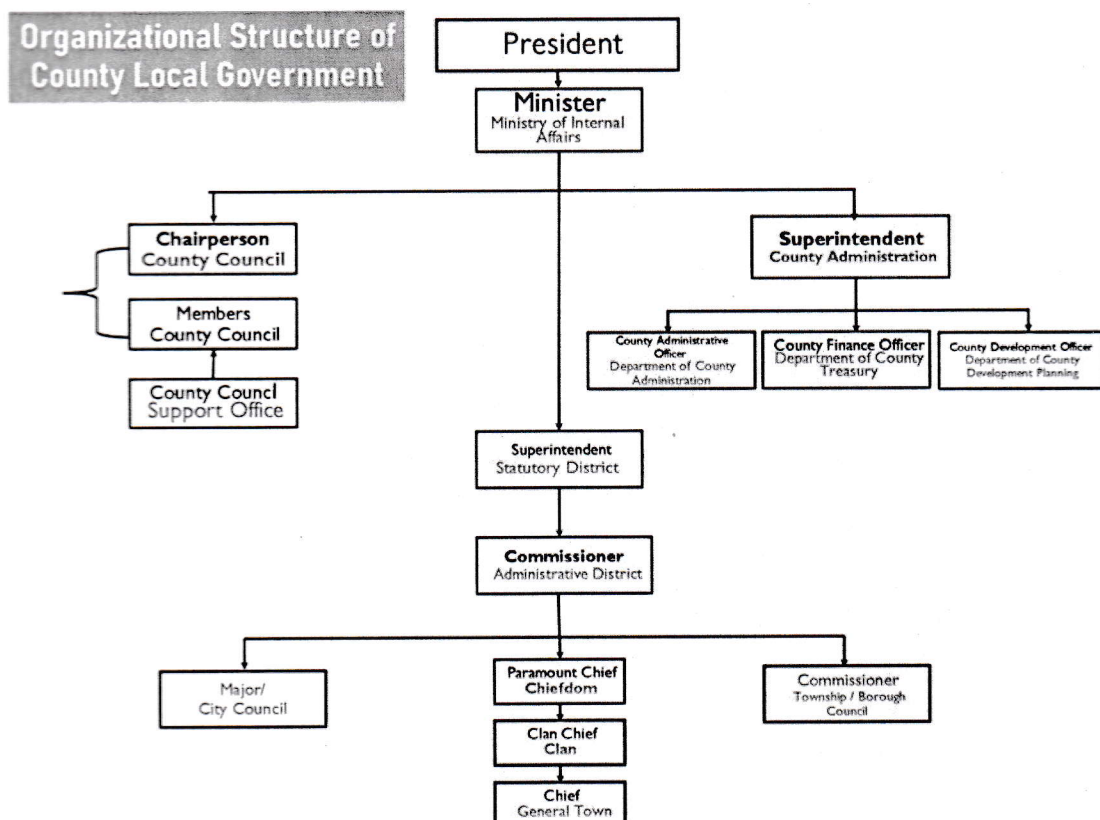 Organizational Structure of
County Local Government
President
Minister
Ministry of Internal
Affairs
Chairperson
County Council
Members
County Council
County Councl
Support Office
Superintendent
County Administration
County Administrative
Officer
Department of County
Administration
County Finance Officer
Department of County
Treasury
County Development Officer
Department of County
Development Planning
Superintendent
Statutory District
Commissioner
Administrative District
Major/
City Council
Paramount Chief
Chiefdom
Clan Chief
Clan
Chief
General Town
Commissioner
Township / Borough
Council